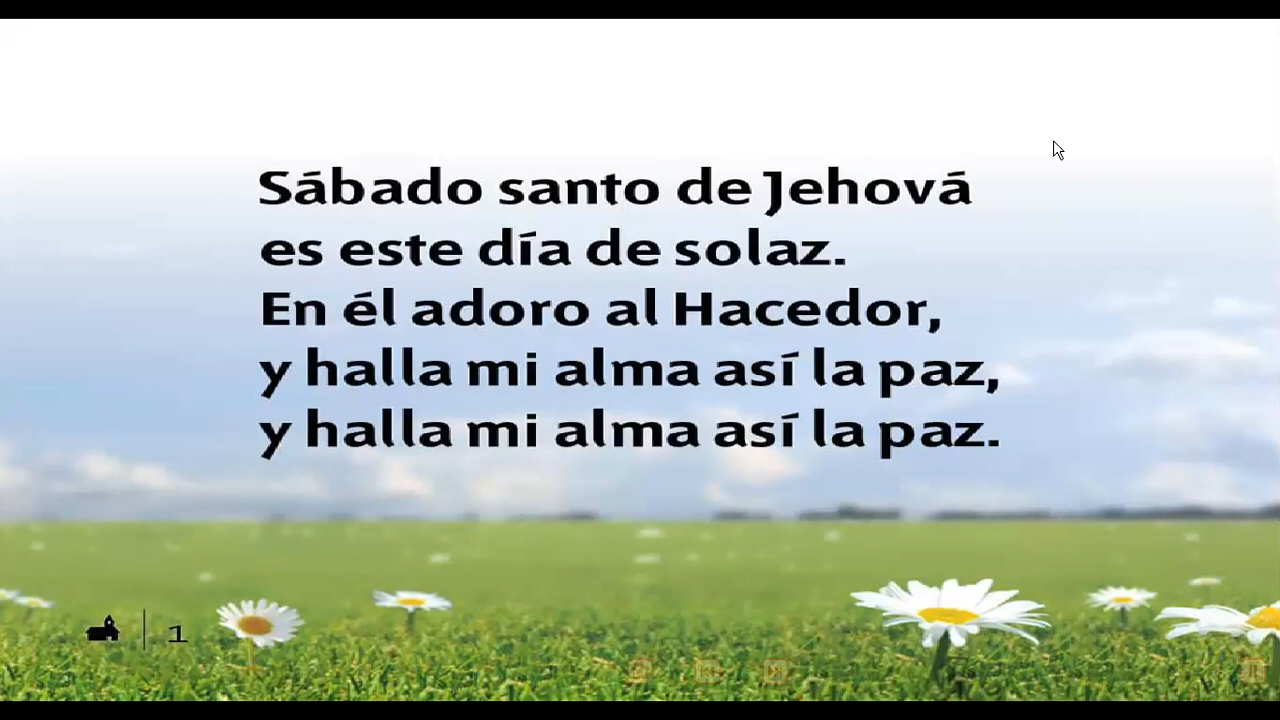 Sábado santo de Jehová
es este día de solaz.
En él adoro al Hacedor,
y halla mi alma así la paz,
y halla mi alma así la paz.
1